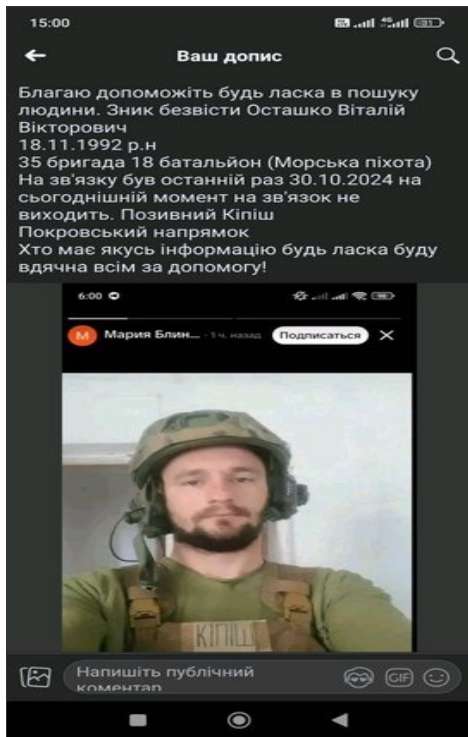 15:00
Ваш допис
Благаю допоможіть будь ласка в пошуку
людини. Зник безвісти Осташко Віталій
Вікторович
18.11.1992 р.н
35 бригада 18 батальйон (Морська піхота)
На зв'язку був останній раз 30.10.2024 на
сьогоднішній момент на зв'язок не
виходить. Позивний Кіпіш
Покровський напрямок
Хто має якусь інформацію будь ласка буду
вдячна всім за допомогу!
6:00
М Мария Блин... · 1 ч. назад Подписаться
КІПІШ
Напишіть публічний
коментар
GIF